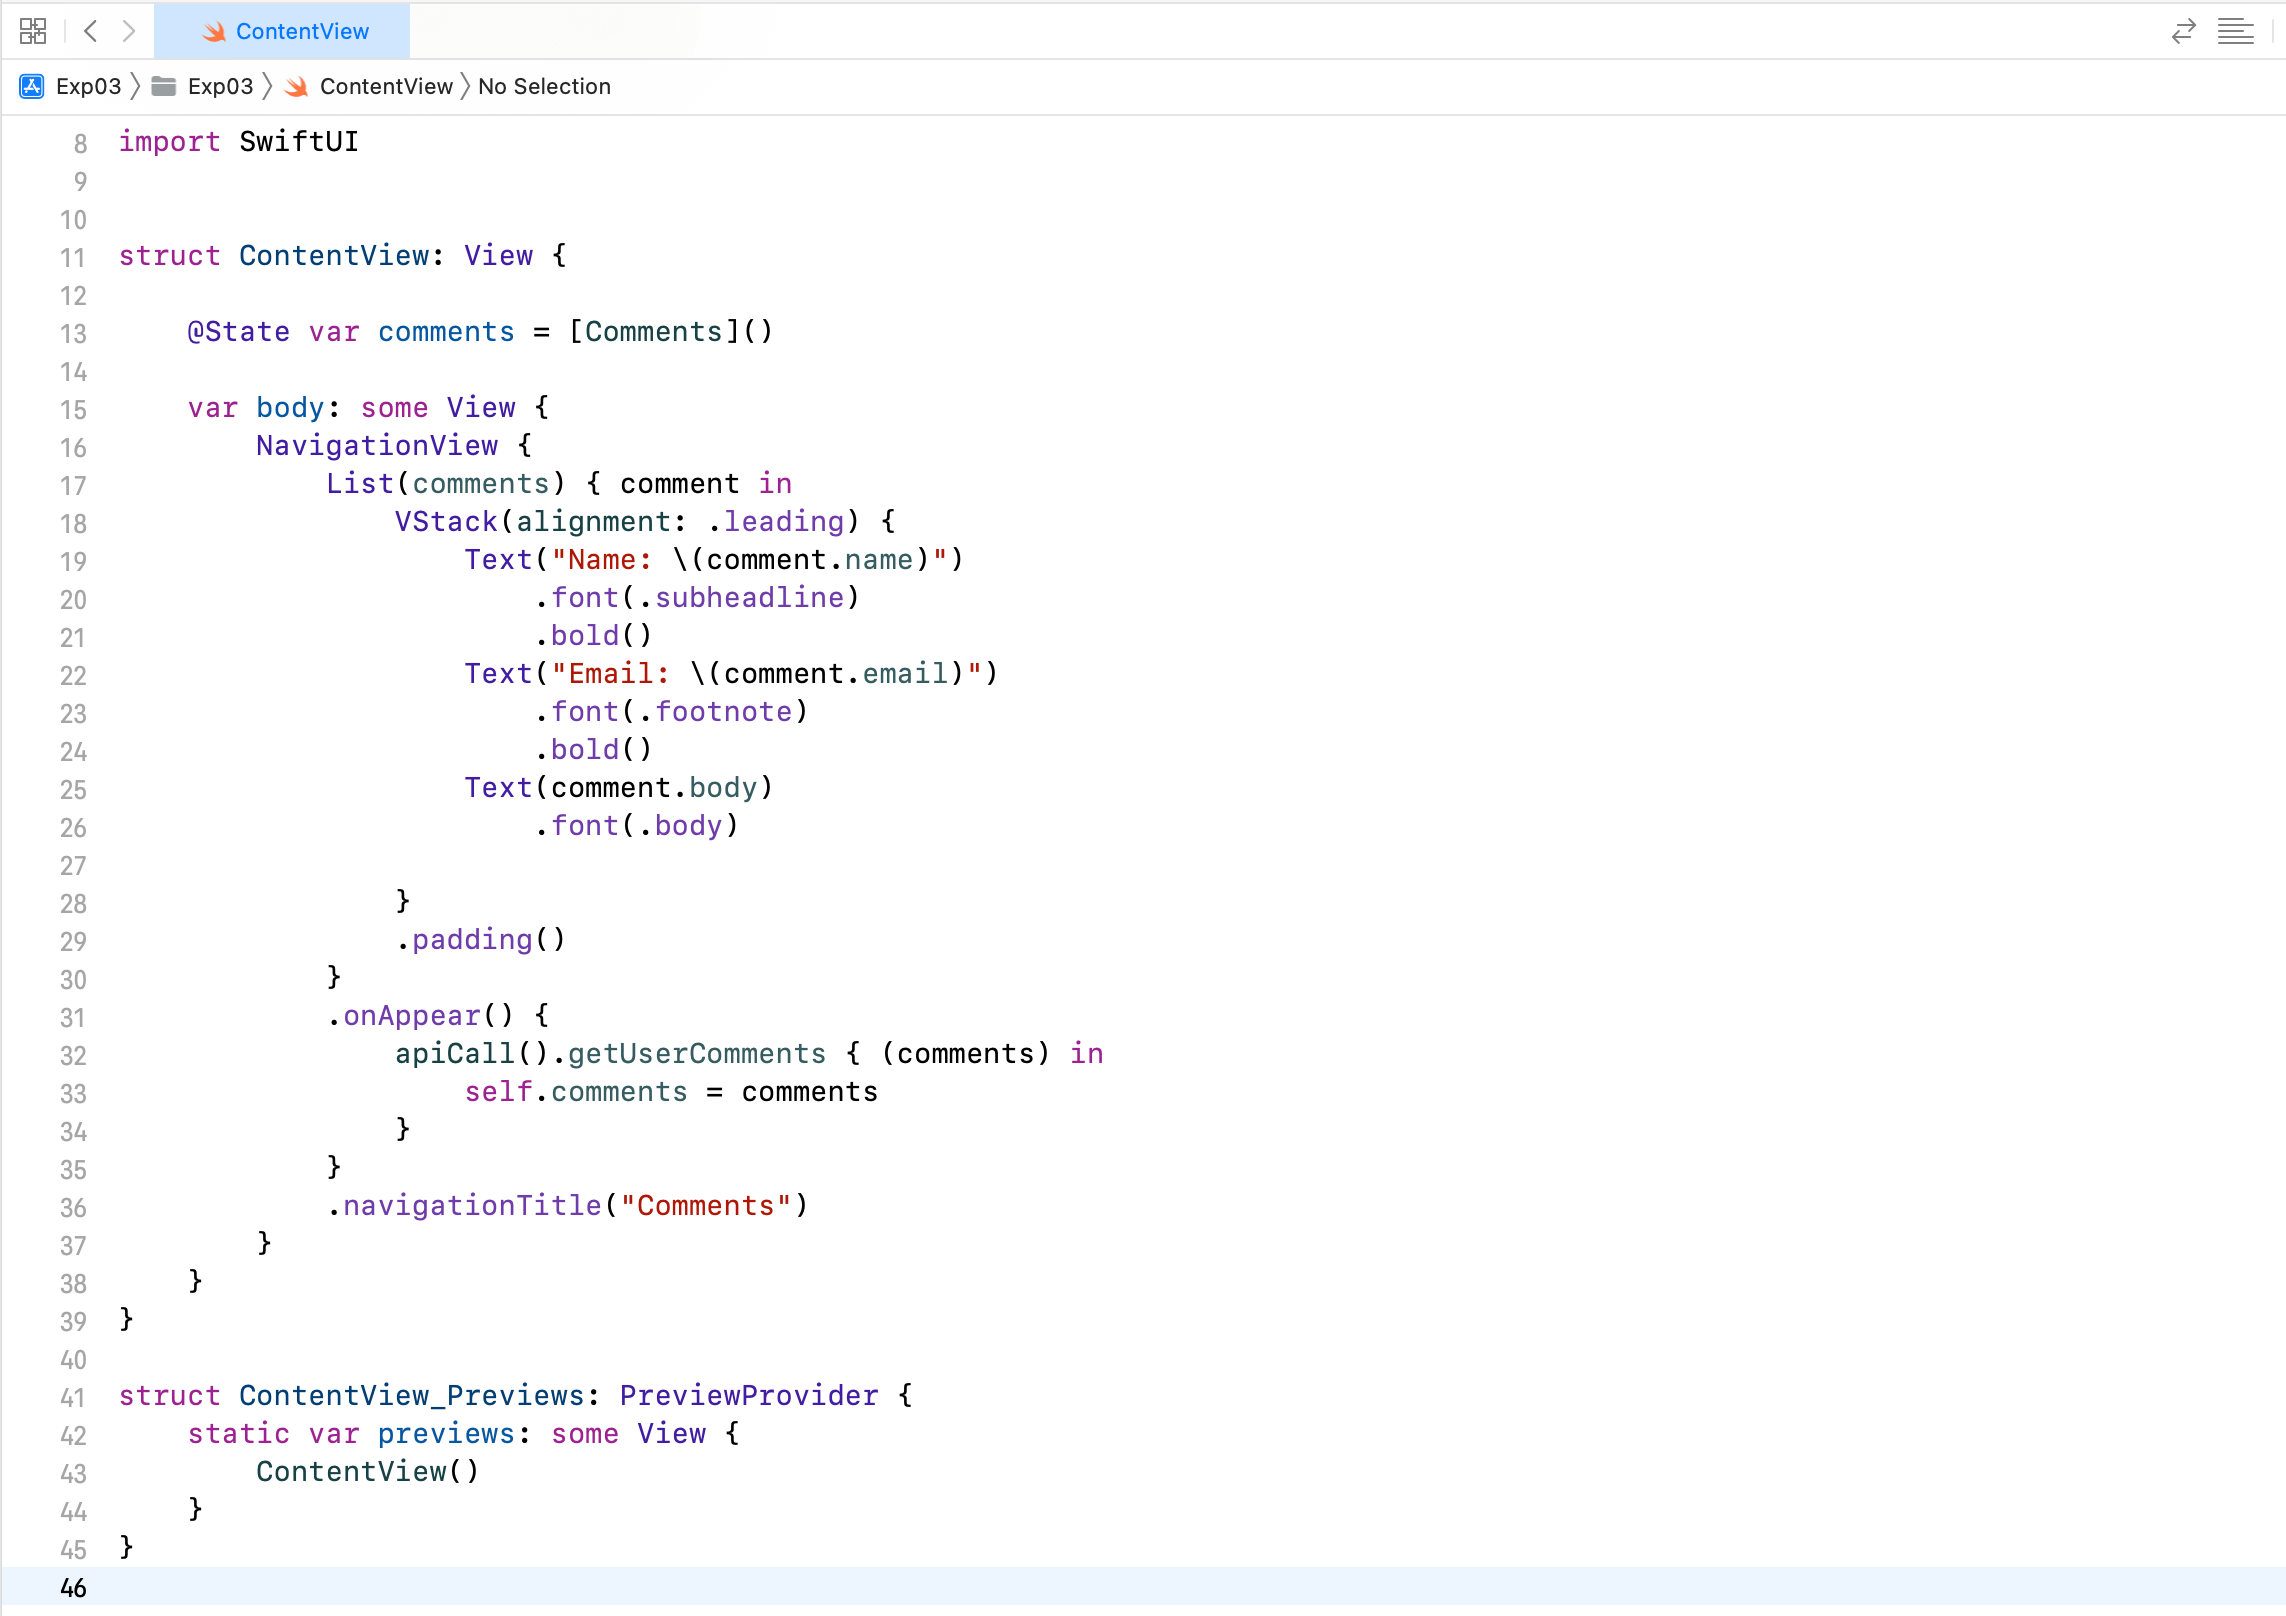 ContentView
Exp03 〉 Exp03 〉 ContentView 〉 No Selection
8 import SwiftUI
9
10
11 struct ContentView: View {
12
13     @State var comments = [Comments]()
14
15     var body: some View {
16         NavigationView {
17             List(comments) { comment in
18                 VStack(alignment: .leading) {
19                     Text("Name: \(comment.name)")
20                         .font(.subheadline)
21                         .bold()
22                     Text("Email: \(comment.email)")
23                         .font(.footnote)
24                         .bold()
25                     Text(comment.body)
26                         .font(.body)
27
28                 }
29                 .padding()
30             }
31             .onAppear() {
32                 apiCall().getUserComments { (comments) in
33                     self.comments = comments
34                 }
35             }
36             .navigationTitle("Comments")
37         }
38     }
39 }
40
41 struct ContentView_Previews: PreviewProvider {
42     static var previews: some View {
43         ContentView()
44     }
45 }
46